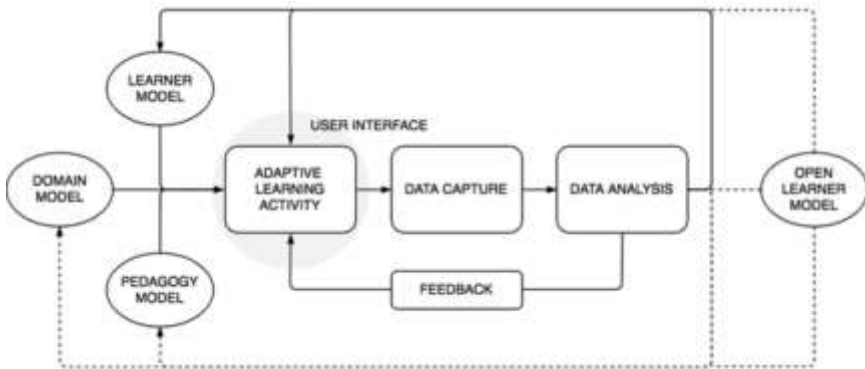 LEARNER
MODEL
USER INTERFACE
DOMAIN
MODEL
ADAPTIVE
LEARNING
ACTIVITY
DATA CAPTURE
DATA ANALYSIS
OPEN
LEARNER
MODEL
PEDAGOGY
MODEL
FEEDBACK